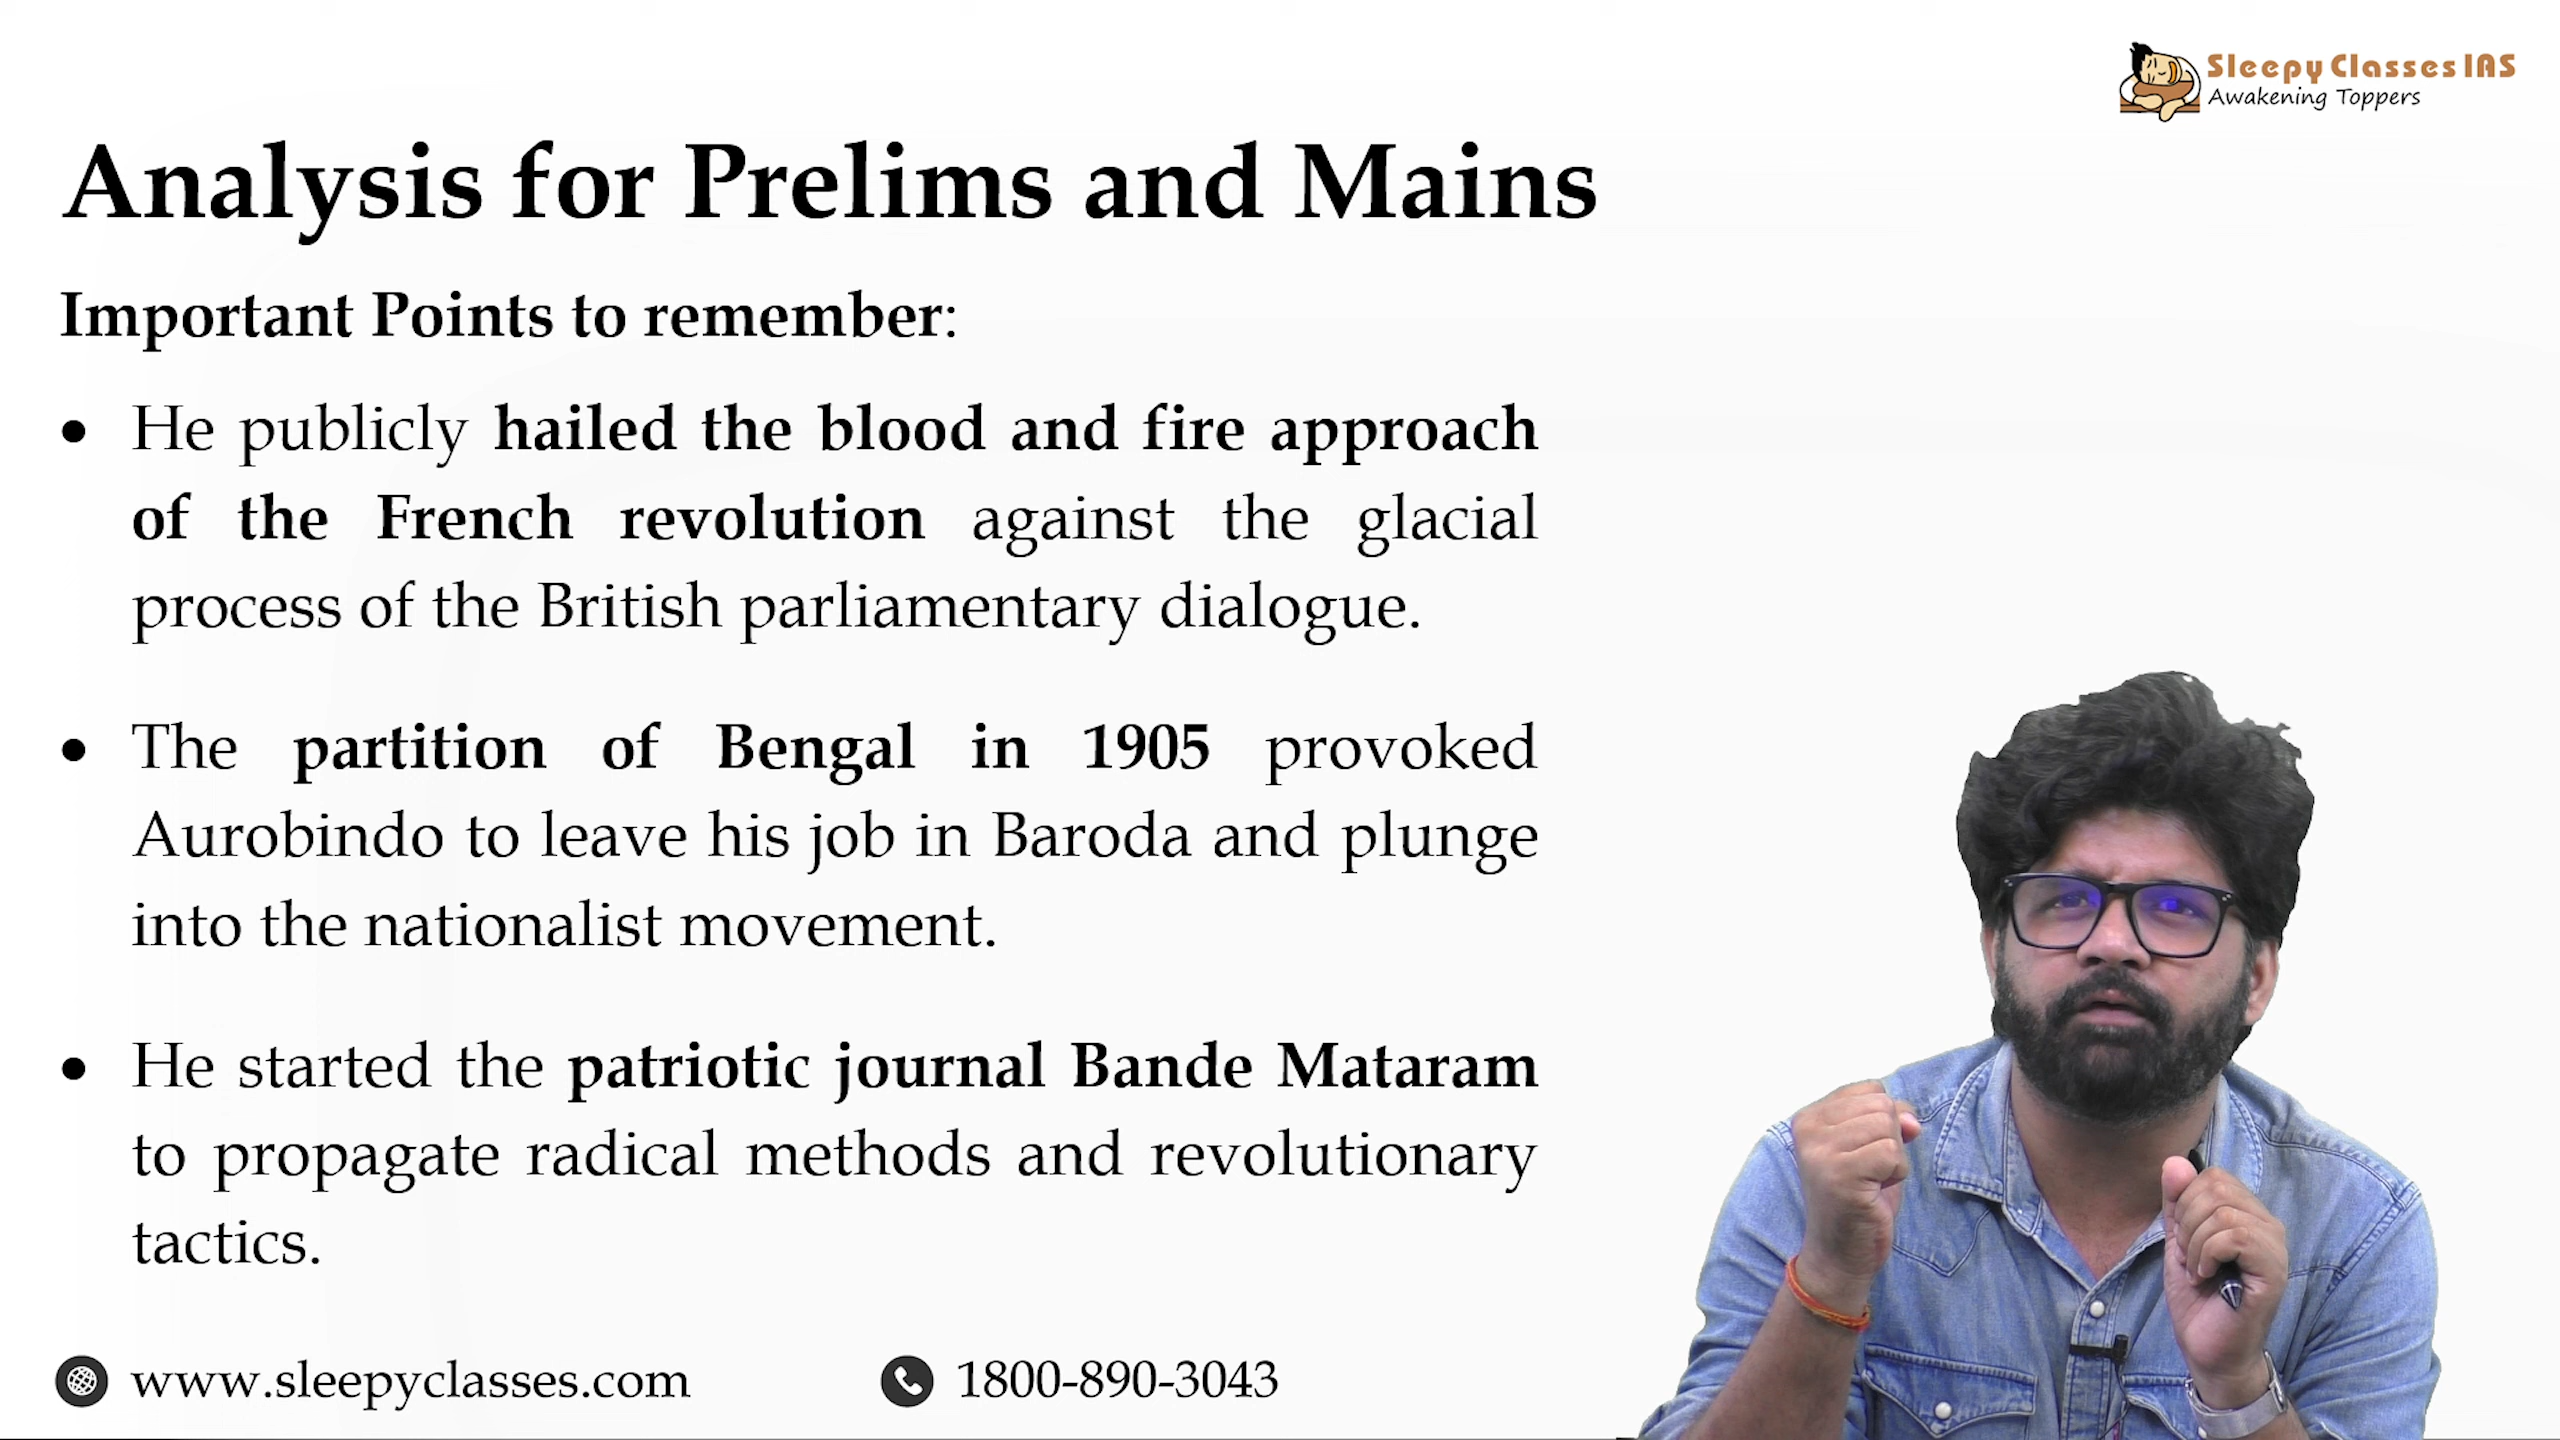 Sleepy Classes IAS
Awakening Toppers
Analysis for Prelims and Mains
Important Points to remember:
• He publicly hailed the blood and fire approach
of the French revolution against the glacial
process of the British parliamentary dialogue.
• The partition of Bengal in 1905 provoked
Aurobindo to leave his job in Baroda and plunge
into the nationalist movement.
• He started the patriotic journal Bande Mataram
to propagate radical methods and revolutionary
tactics.
www.sleepyclasses.com
1800-890-3043